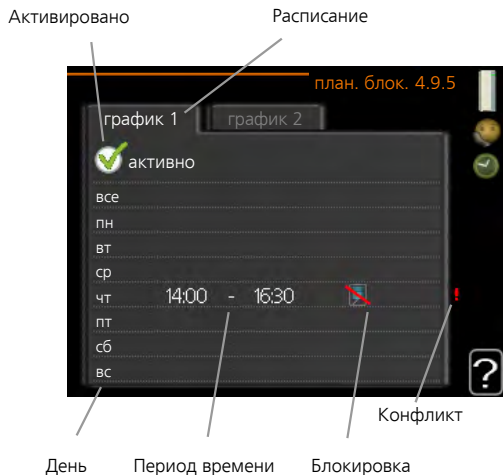 Активировано Расписание
план. блок. 4.9.5
график 1 график 2
активно
все
пн
вт
ср
чт 14:00 - 16:30 !
пт
сб
вс
?
Конфликт
День Период времени Блокировка